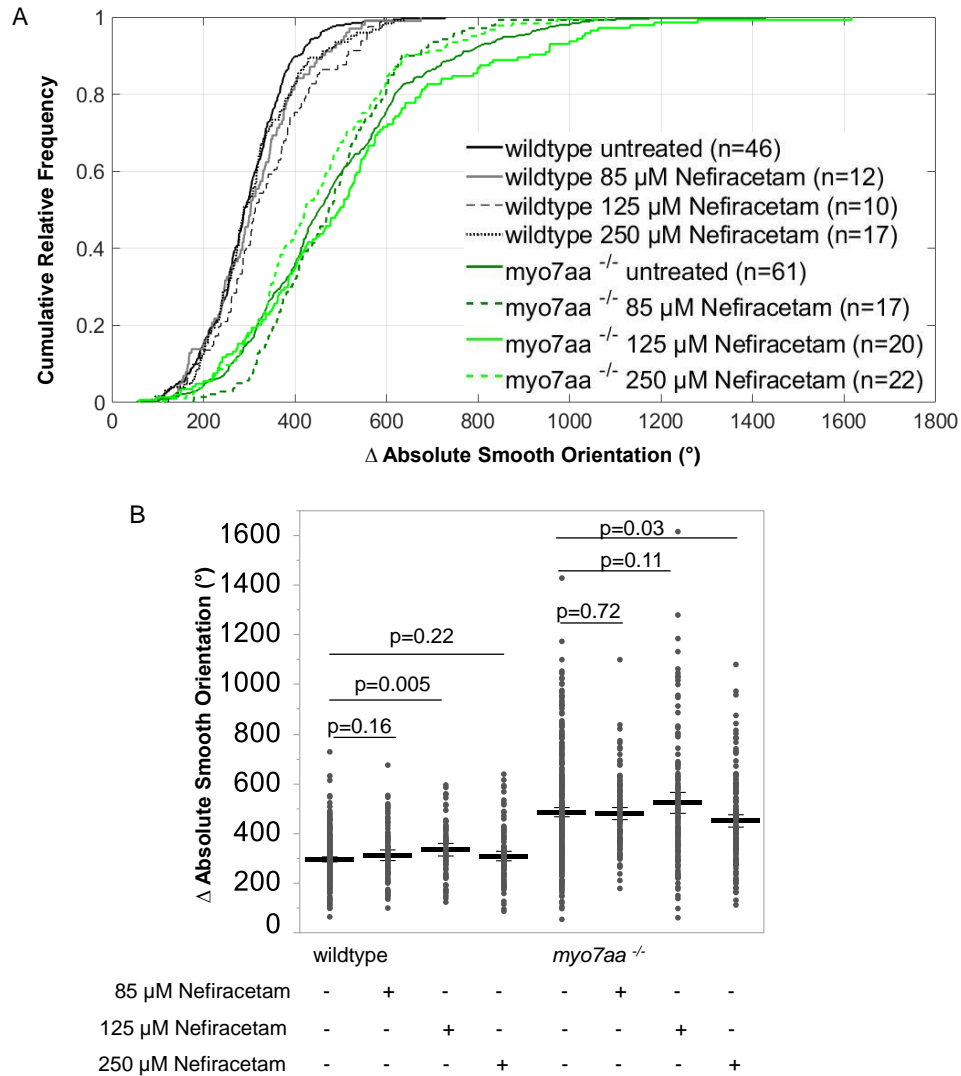 A
Cumulative Relative Frequency
1
0.8
0.6
0.4
0.2
0
0 200 400 600 800 1000 1200 1400 1600 1800
Δ Absolute Smooth Orientation (°)
wildtype untreated (n=46)
wildtype 85 µM Nefiracetam (n=12)
wildtype 125 µM Nefiracetam (n=10)
wildtype 250 µM Nefiracetam (n=17)
myo7aa -/- untreated (n=61)
myo7aa -/- 85 µM Nefiracetam (n=17)
myo7aa -/- 125 µM Nefiracetam (n=20)
myo7aa -/- 250 µM Nefiracetam (n=22)
B
Δ Absolute Smooth Orientation (°)
1600
1400
1200
1000
800
600
400
200
0
p=0.22
p=0.005
p=0.16
p=0.03
p=0.11
p=0.72
wildtype myo7aa -/-
85 µM Nefiracetam - + - - - + - -
125 µM Nefiracetam - - + - - - + -
250 µM Nefiracetam - - - + - - - +